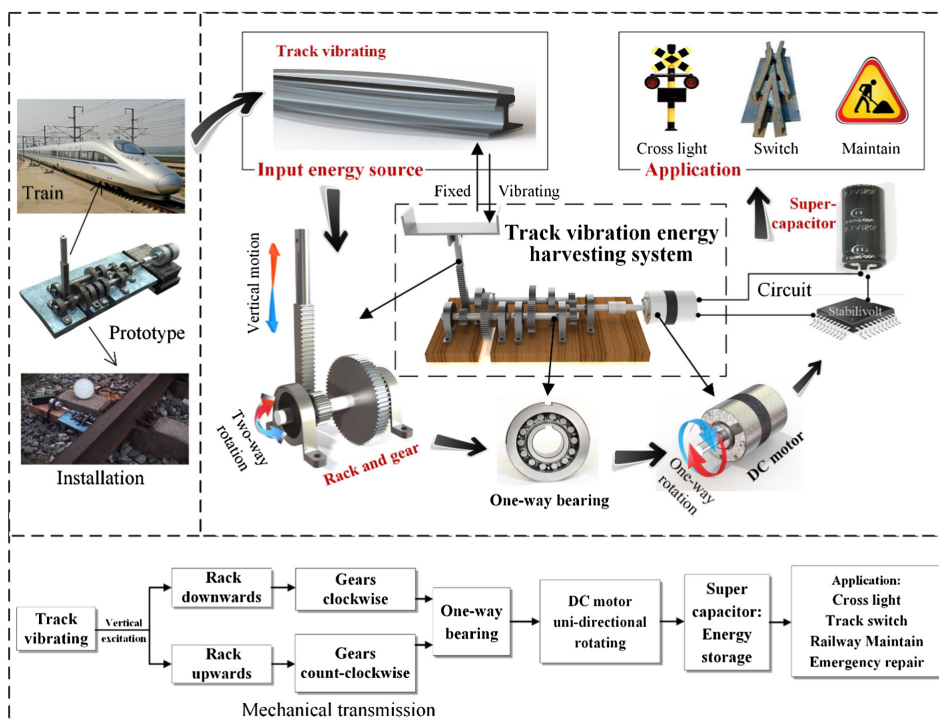 Train
Prototype
Installation
Track vibrating
Input energy source
Fixed
Vibrating
Cross light
Switch
Maintain
Application
Super-
capacitor
Track vibration energy
harvesting system
Circuit
Stabilivolt
Vertical motion
Two-way
rotation
Rack and gear
One-way bearing
One-way
rotation
DC motor
Track
vibrating
Vertical
excitation
Rack
downwards
Gears
clockwise
Rack
upwards
Gears
count-clockwise
One-way
bearing
DC motor
uni-directional
rotating
Super
capacitor:
Energy
storage
Application:
Cross light
Track switch
Railway Maintain
Emergency repair
Mechanical transmission